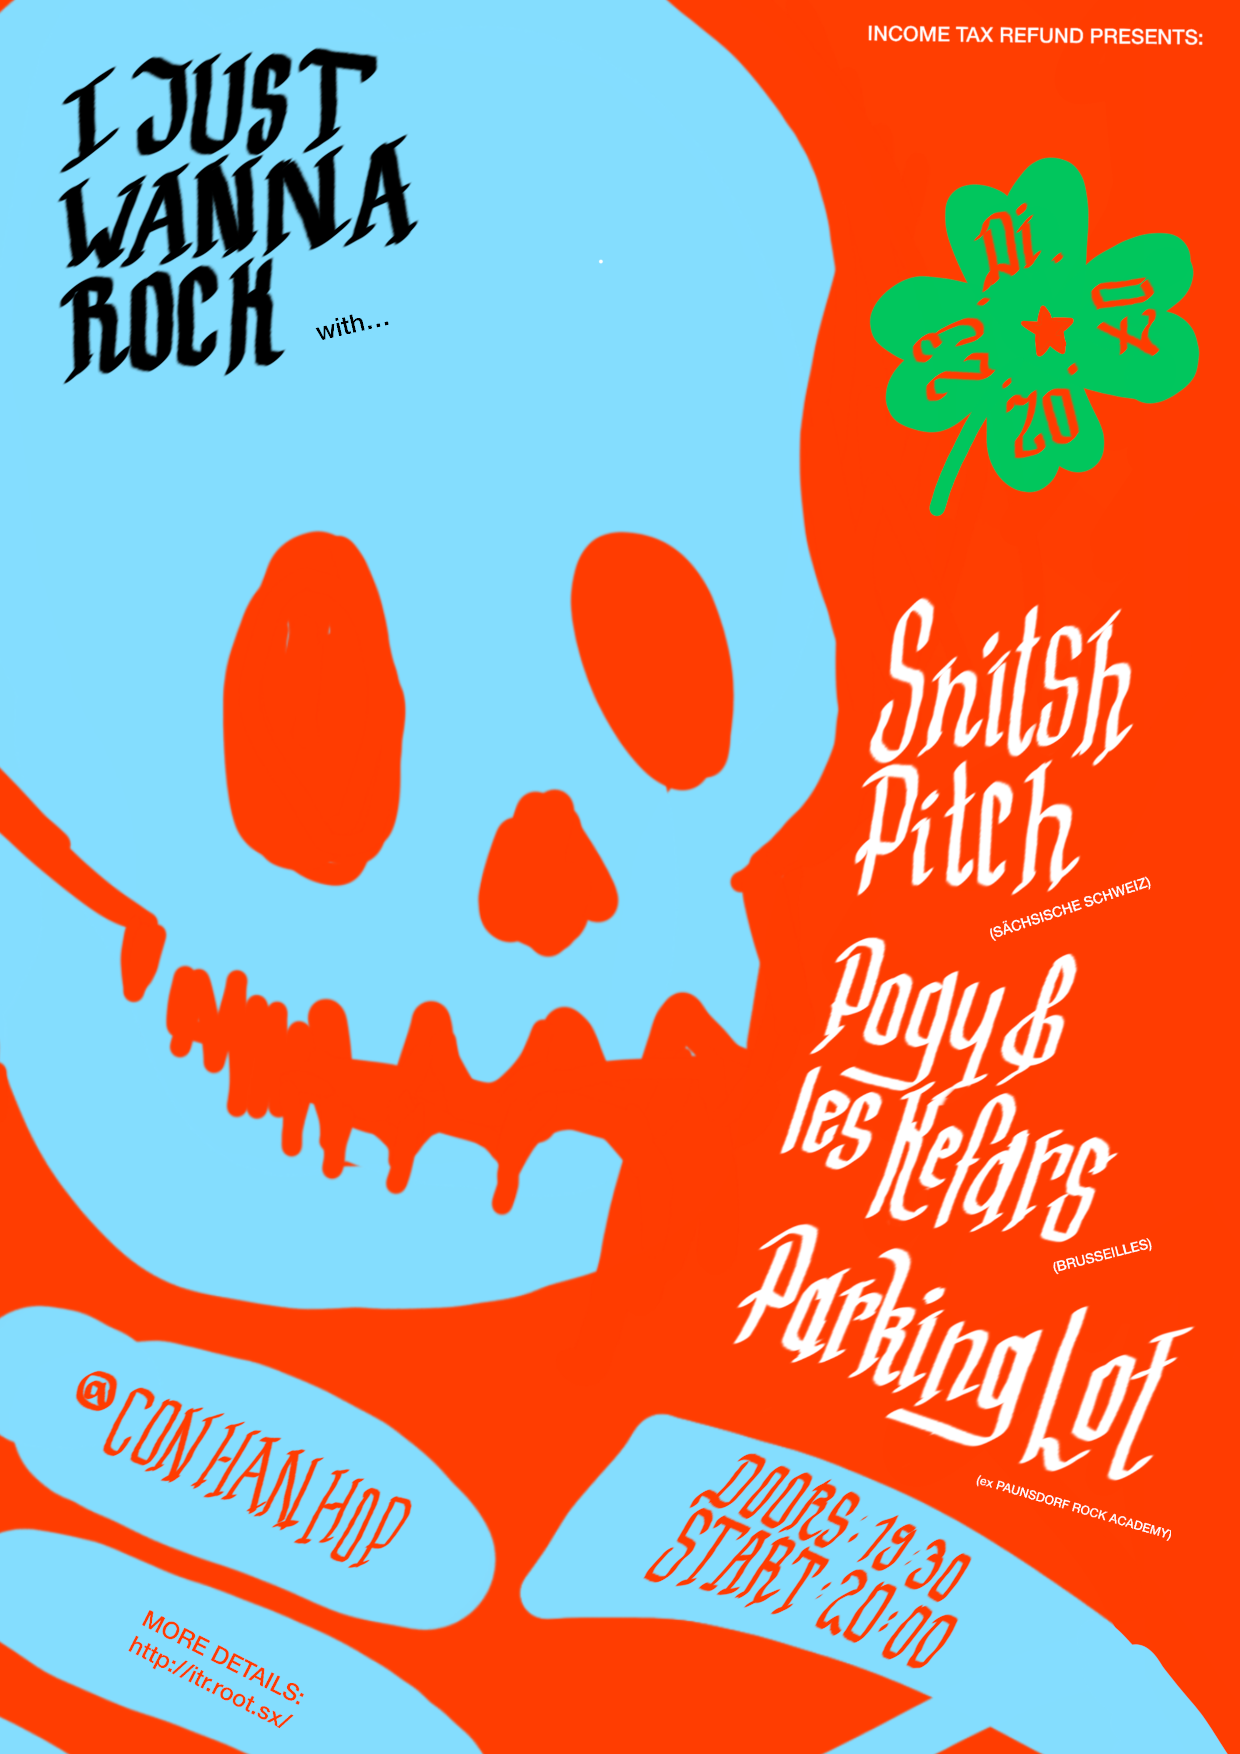 INCOME TAX REFUND PRESENTS:
I JUST
WANNA
ROCK
with...
Di.
20
Snitsh
Pitch
(SÄCHSISCHE SCHWEIZ)
Pogy &
les Kefars
(BRUSSEILLES)
Parking Lot
(ex PAUNSDORF ROCK ACADEMY)
@CON HAN HOP
DOORS: 19:30
START: 20:00
MORE DETAILS:
http://itr.root.sx/